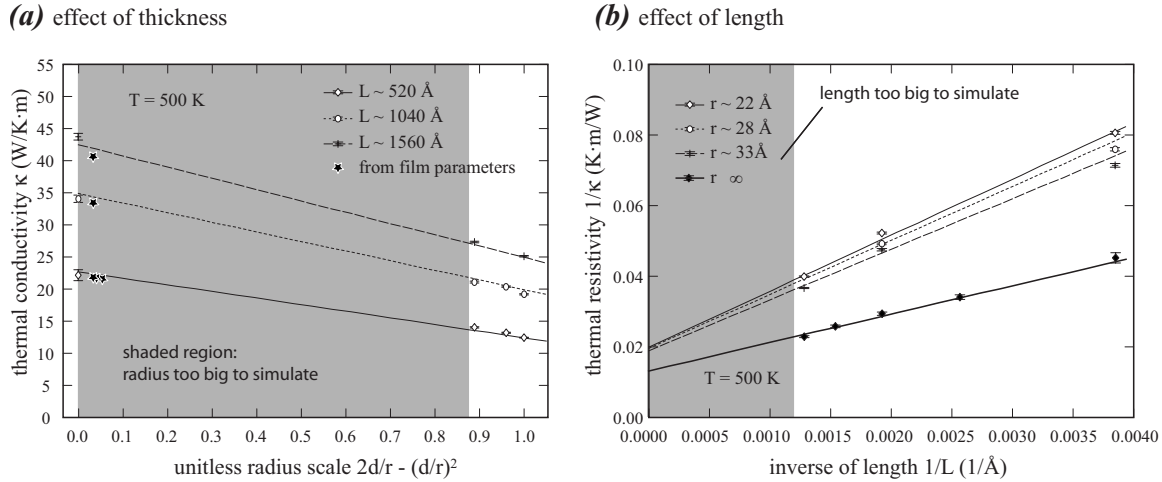 (a) effect of thickness
thermal conductivity κ (W/K·m)
55
50
45
40
35
30
25
20
15
10
5
0
T = 500 K
L ~ 520 Å
L ~ 1040 Å
L ~ 1560 Å
from film parameters
shaded region:
radius too big to simulate
0.0 0.1 0.2 0.3 0.4 0.5 0.6 0.7 0.8 0.9 1.0
unitless radius scale 2d/r - (d/r)²
(b) effect of length
thermal resistivity 1/κ (K·m/W)
0.10
0.08
0.06
0.04
0.02
0.00
r ~ 22 Å
r ~ 28 Å
r ~ 33Å
r ∞
length too big to simulate
T = 500 K
0.0000 0.0005 0.0010 0.0015 0.0020 0.0025 0.0030 0.0035 0.0040
inverse of length 1/L (1/Å)